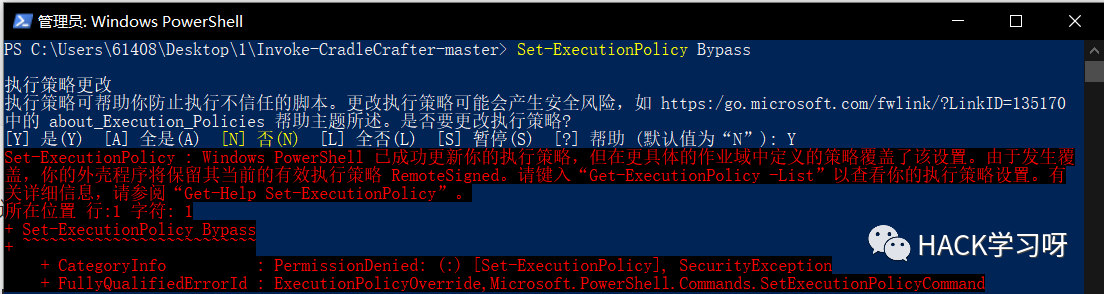 管理员: Windows PowerShell
PS C:\Users\61408\Desktop\1\Invoke-CradleCrafter-master> Set-ExecutionPolicy Bypass
执行策略更改
执行策略可帮助你防止执行不信任的脚本。更改执行策略可能会产生安全风险，如 https:/go.microsoft.com/fwlink/?LinkID=135170
中的 about_Execution_Policies 帮助主题所述。是否要更改执行策略?
[Y] 是(Y)  [A] 全是(A)  [N] 否(N)  [L] 全否(L)  [S] 暂停(S)  [?] 帮助 (默认值为“N”): Y
Set-ExecutionPolicy : Windows PowerShell 已成功更新你的执行策略，但在更具体的作业域中定义的策略覆盖了该设置。由于发生覆
盖，你的外壳程序将保留其当前的有效执行策略 RemoteSigned。请键入“Get-ExecutionPolicy -List”以查看你的执行策略设置。有
关详细信息，请参阅“Get-Help Set-ExecutionPolicy”。
所在位置 行:1 字符: 1
+ Set-ExecutionPolicy Bypass
+ ~~~~~~~~~~~~~~~~~~~~~~~~~~
+ CategoryInfo          : PermissionDenied: (:) [Set-ExecutionPolicy], SecurityException
+ FullyQualifiedErrorId : ExecutionPolicyOverride,Microsoft.PowerShell.Commands.SetExecutionPolicyCommand
HACK学习呀